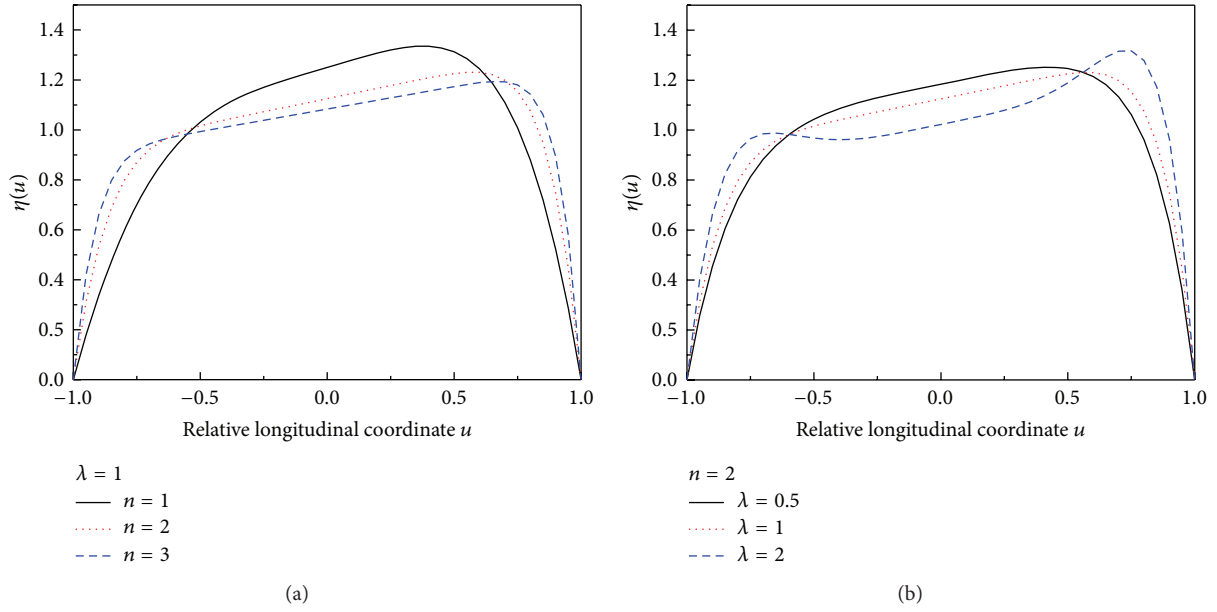 1.4
1.2
1.0
0.8
0.6
0.4
0.5
0.0
η(u)
−1.0 −0.5 0.0 0.5 1.0
Relative longitudinal coordinate u
λ = 1
n = 1
n = 2
n = 3
(a)
1.4
1.2
1.0
0.8
0.6
0.4
0.5
0.0
η(u)
−1.0 −0.5 0.0 0.5 1.0
Relative longitudinal coordinate u
n = 2
λ = 0.5
λ = 1
λ = 2
(b)